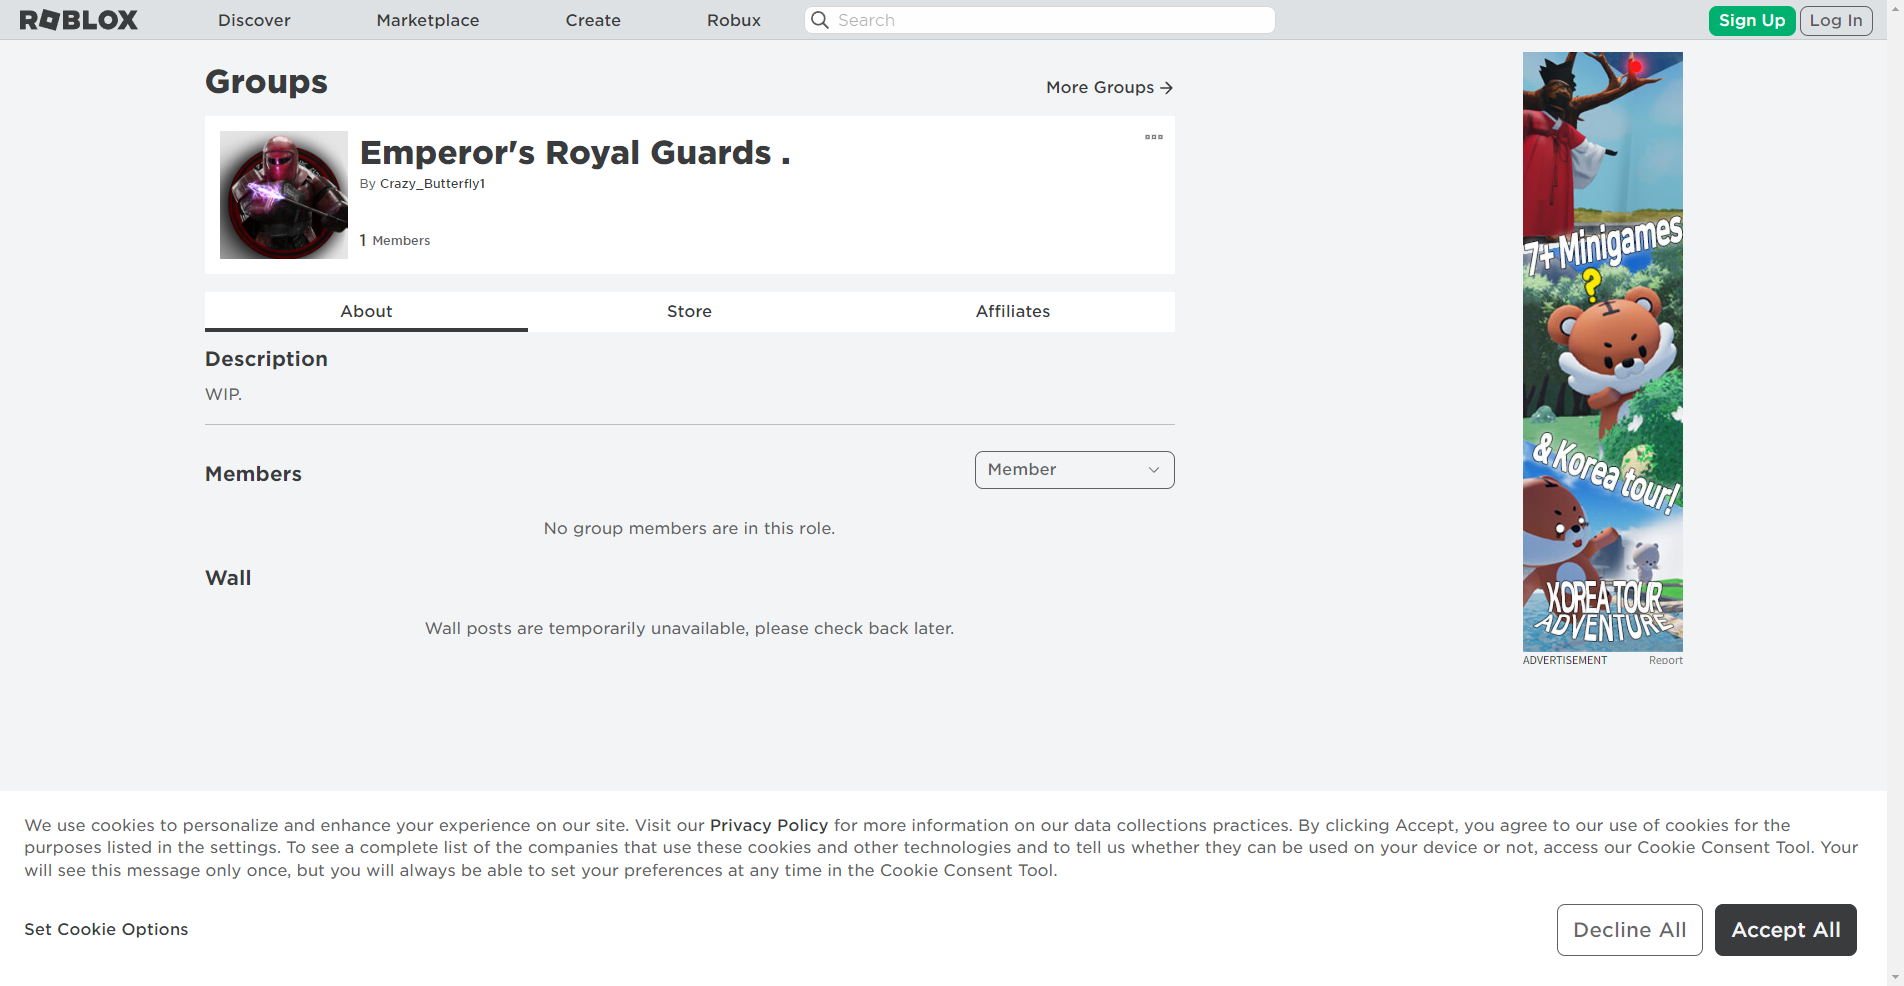 ROBLOX
Discover
Marketplace
Create
Robux
Search
Sign Up
Log In
Groups
More Groups
Emperor's Royal Guards .
By Crazy_Butterfly1
1 Members
About
Store
Affiliates
Description
WIP.
Members
Member
No group members are in this role.
Wall
Wall posts are temporarily unavailable, please check back later.
7+ Minigames
?
& Korea tour!
KOREA TOUR
ADVENTURE
ADVERTISEMENT
Report
We use cookies to personalize and enhance your experience on our site. Visit our Privacy Policy for more information on our data collections practices. By clicking Accept, you agree to our use of cookies for the
purposes listed in the settings. To see a complete list of the companies that use these cookies and other technologies and to tell us whether they can be used on your device or not, access our Cookie Consent Tool. Your
will see this message only once, but you will always be able to set your preferences at any time in the Cookie Consent Tool.
Set Cookie Options
Decline All
Accept All